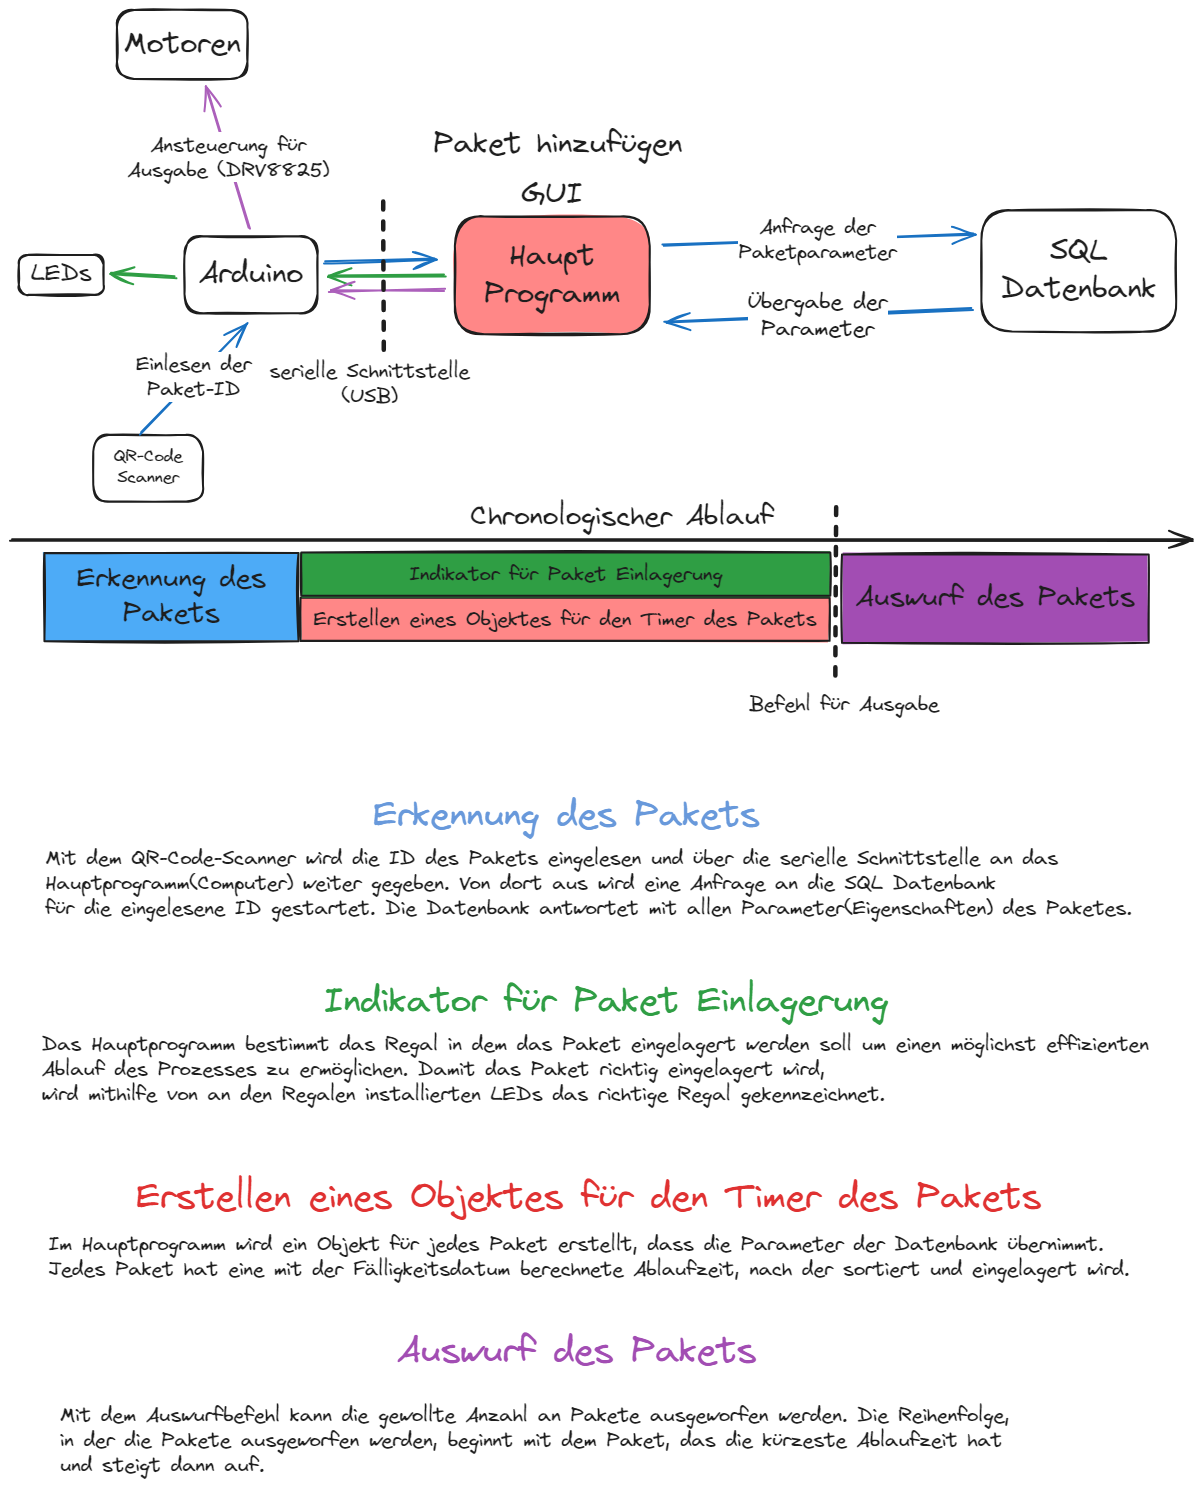 Motoren
Ansteuerung für
Ausgabe (DRV8825)
Paket hinzufügen
GUI
LEDs
Arduino
Haupt
Programm
Anfrage der
Paketparameter
SQL
Datenbank
Übergabe der
Parameter
Einlesen der
Paket-ID
serielle Schnittstelle
(USB)
QR-Code
Scanner
Chronologischer Ablauf
Erkennung des
Pakets
Indikator für Paket Einlagerung
Erstellen eines Objektes für den Timer des Pakets
Auswurf des Pakets
Befehl für Ausgabe
Erkennung des Pakets
Mit dem QR-Code-Scanner wird die ID des Pakets eingelesen und über die serielle Schnittstelle an das
Hauptprogramm(Computer) weiter gegeben. Von dort aus wird eine Anfrage an die SQL Datenbank
für die eingelesene ID gestartet. Die Datenbank antwortet mit allen Parameter(Eigenschaften) des Paketes.
Indikator für Paket Einlagerung
Das Hauptprogramm bestimmt das Regal in dem das Paket eingelagert werden soll um einen möglichst effizienten
Ablauf des Prozesses zu ermöglichen. Damit das Paket richtig eingelagert wird,
wird mithilfe von an den Regalen installierten LEDs das richtige Regal gekennzeichnet.
Erstellen eines Objektes für den Timer des Pakets
Im Hauptprogramm wird ein Objekt für jedes Paket erstellt, dass die Parameter der Datenbank übernimmt.
Jedes Paket hat eine mit der Fälligkeitsdatum berechnete Ablaufzeit, nach der sortiert und eingelagert wird.
Auswurf des Pakets
Mit dem Auswurfbefehl kann die gewollte Anzahl an Pakete ausgeworfen werden. Die Reihenfolge,
in der die Pakete ausgeworfen werden, beginnt mit dem Paket, das die kürzeste Ablaufzeit hat
und steigt dann auf.